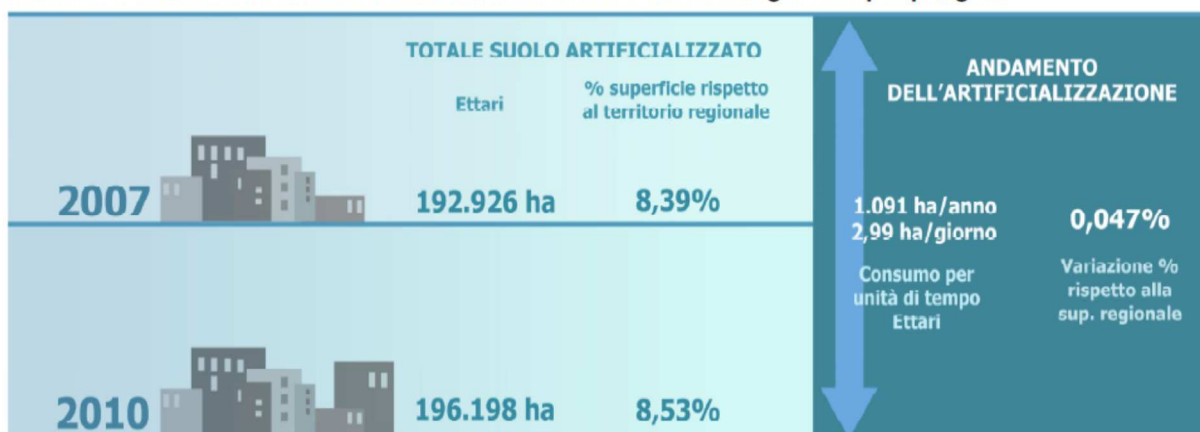 TOTALE SUOLO ARTIFICIALIZZATO
Ettari
% superficie rispetto
al territorio regionale
2007
192.926 ha
8,39%
2010
196.198 ha
8,53%
ANDAMENTO
DELL'ARTIFICIALIZZAZIONE
1.091 ha/anno
2,99 ha/giorno
Consumo per
unità di tempo
Ettari
0,047%
Variazione %
rispetto alla
sup. regionale